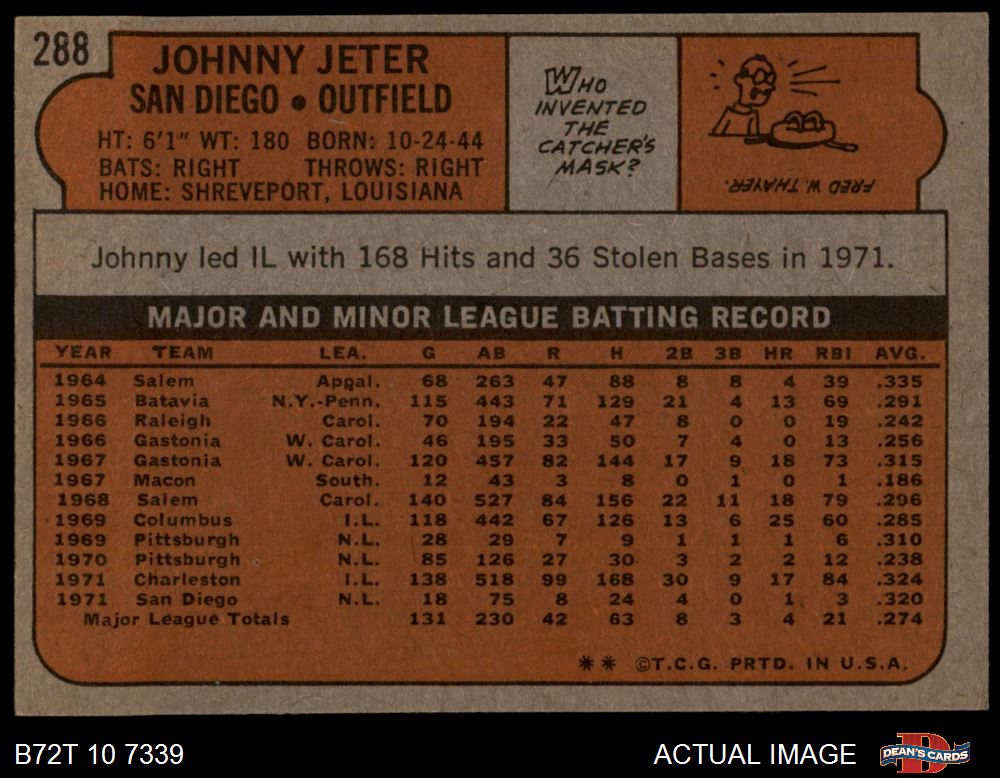 288
JOHNNY JETER
SAN DIEGO • OUTFIELD
HT: 6'1" WT: 180 BORN: 10-24-44
BATS: RIGHT THROWS: RIGHT
HOME: SHREVEPORT, LOUISIANA
WHO
INVENTED
THE
CATCHER'S
MASK?
FRED W. THAYER.
Johnny led IL with 168 Hits and 36 Stolen Bases in 1971.
MAJOR AND MINOR LEAGUE BATTING RECORD
YEAR TEAM LEA. G AB R H 2B 3B HR RBI AVG.
1964 Salem Appal. 68 263 47 88 8 8 4 39 .335
1965 Batavia N.Y.-Penn. 115 443 71 129 21 4 13 69 .291
1966 Raleigh Carol. 70 194 22 47 8 0 0 19 .242
1966 Gastonia W. Carol. 46 195 33 50 7 4 0 13 .256
1967 Gastonia W. Carol. 120 457 82 144 17 9 18 73 .315
1967 Macon South. 12 43 3 8 0 1 0 1 .186
1968 Salem Carol. 140 527 84 156 22 11 18 79 .296
1969 Columbus I.L. 118 442 67 126 13 6 25 60 .285
1969 Pittsburgh N.L. 28 29 7 9 1 1 1 6 .310
1970 Pittsburgh N.L. 85 126 27 30 3 2 2 12 .238
1971 Charleston I.L. 138 518 99 168 30 9 17 84 .324
1971 San Diego N.L. 18 75 8 24 4 0 1 3 .320
Major League Totals 131 230 42 63 8 3 4 21 .274
** ©T.C.G. PRTD. IN U.S.A.
B72T 10 7339
ACTUAL IMAGE
D
DEAN'S CARDS